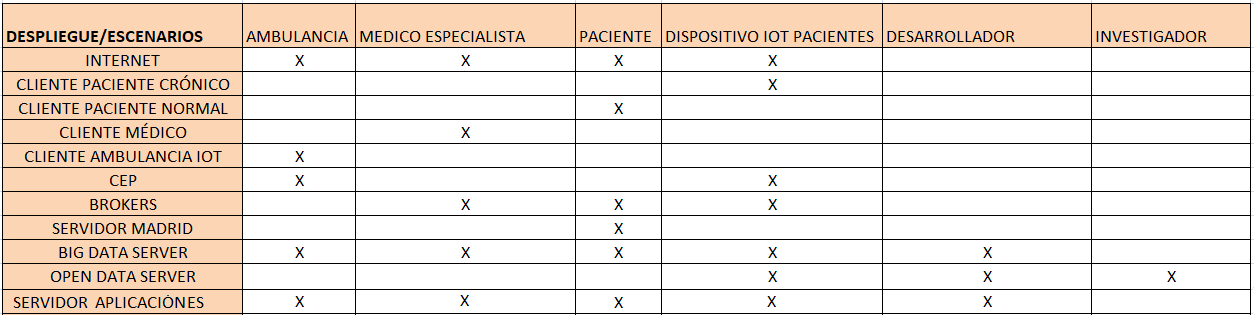 DESPLIEGUE/ESCENARIOS AMBULANCIA MEDICO ESPECIALISTA PACIENTE DISPOSITIVO IOT PACIENTES DESARROLLADOR INVESTIGADOR
INTERNET X X X X
CLIENTE PACIENTE CRÓNICO X
CLIENTE PACIENTE NORMAL X
CLIENTE MÉDICO X
CLIENTE AMBULANCIA IOT X
CEP X X
BROKERS X X X
SERVIDOR MADRID X
BIG DATA SERVER X X X X X
OPEN DATA SERVER X X X
SERVIDOR APLICACIÓNES X X X X X